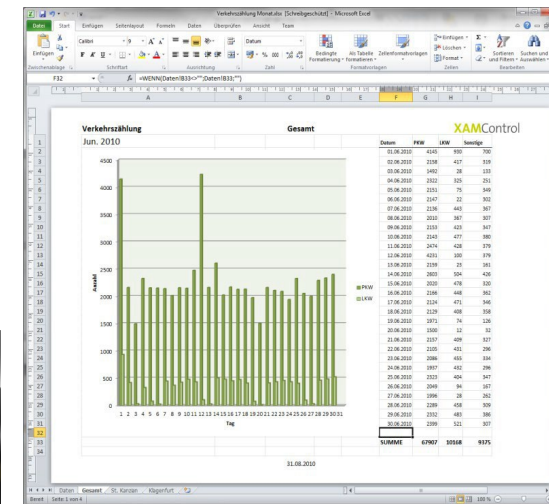 Verkehrszählung Monat.xlsx [Schreibgeschützt] - Microsoft Excel
Datei Start Einfügen Seitenlayout Formeln Daten Überprüfen Ansicht Team
Calibri 9
Datum
Einfügen
Bedingte Formatierung
Als Tabelle formatieren
Zellenformatvorlagen
Einfügen
Löschen
Format
Sortieren und Filtern
Suchen und Auswählen
Zwischenablage Schriftart Ausrichtung Zahl Formatvorlagen Zellen Bearbeiten
F32 fx =WENN(Daten!B33<>"";Daten!B33;"")
A B C D E F G H I
Verkehrszählung Gesamt XAMControl
Jun. 2010
Datum PKW LKW Sonstige
01.06.2010 4145 930 700
02.06.2010 2158 417 319
03.06.2010 1492 28 133
04.06.2010 2322 325 251
05.06.2010 2151 75 349
06.06.2010 2147 22 302
07.06.2010 2136 443 367
08.06.2010 2010 367 307
09.06.2010 2153 423 347
10.06.2010 2143 477 380
11.06.2010 2474 428 379
12.06.2010 4231 100 379
13.06.2010 2159 23 161
14.06.2010 2603 504 426
15.06.2010 2020 478 320
16.06.2010 2166 448 362
17.06.2010 2124 471 346
18.06.2010 2129 408 358
19.06.2010 1971 74 126
20.06.2010 1500 12 32
21.06.2010 2157 409 327
22.06.2010 2105 431 296
23.06.2010 2086 455 334
24.06.2010 1937 432 296
25.06.2010 2323 404 347
26.06.2010 2049 94 167
27.06.2010 1996 28 262
28.06.2010 2289 458 309
29.06.2010 2332 483 386
30.06.2010 2399 521 307
SUMME 67907 10168 9375
4500
4000
3500
3000
2500
2000
1500
1000
500
0
Anzahl
PKW
LKW
1 2 3 4 5 6 7 8 9 10 11 12 13 14 15 16 17 18 19 20 21 22 23 24 25 26 27 28 29 30 31
Tag
31.08.2010
Daten Gesamt St. Kanzian Klagenfurt
Bereit Seite: 1 von 4 100 %